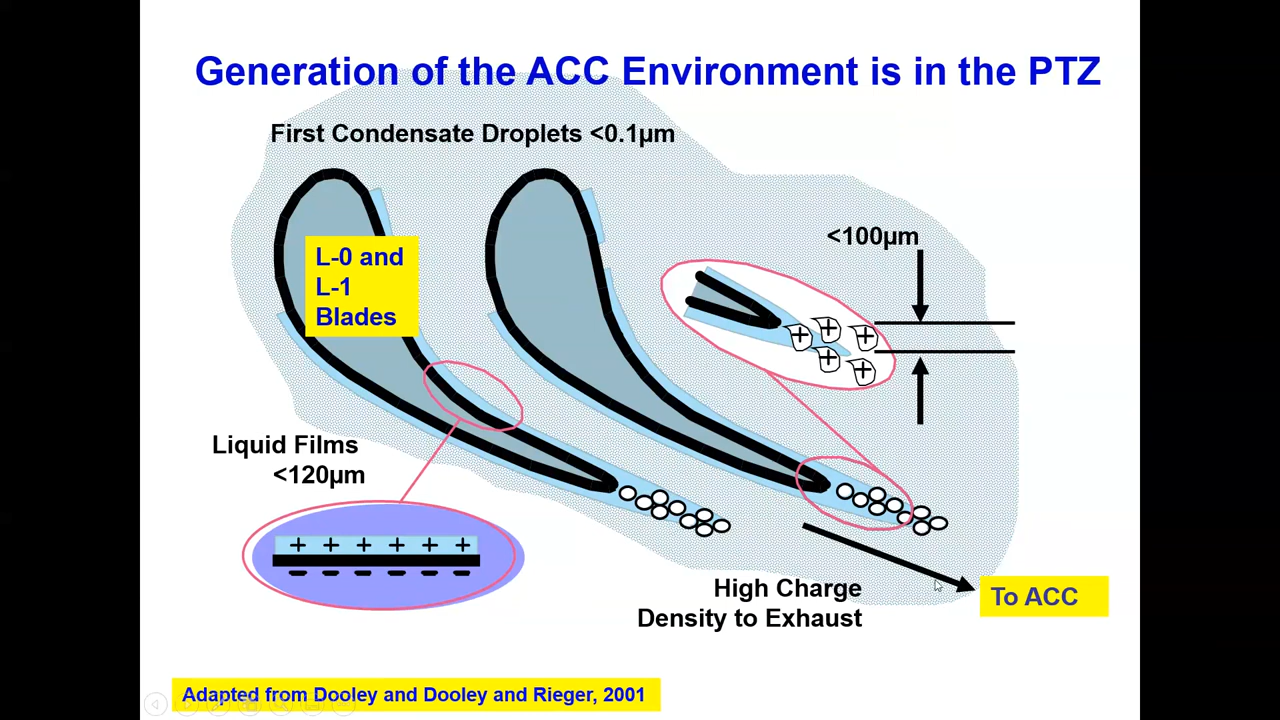 Generation of the ACC Environment is in the PTZ
First Condensate Droplets <0.1µm
<100µm
L-0 and
L-1
Blades
+ + + + +
Liquid Films
<120µm
+ + + + + +
- - - - - -
High Charge
Density to Exhaust
To ACC
Adapted from Dooley and Dooley and Rieger, 2001